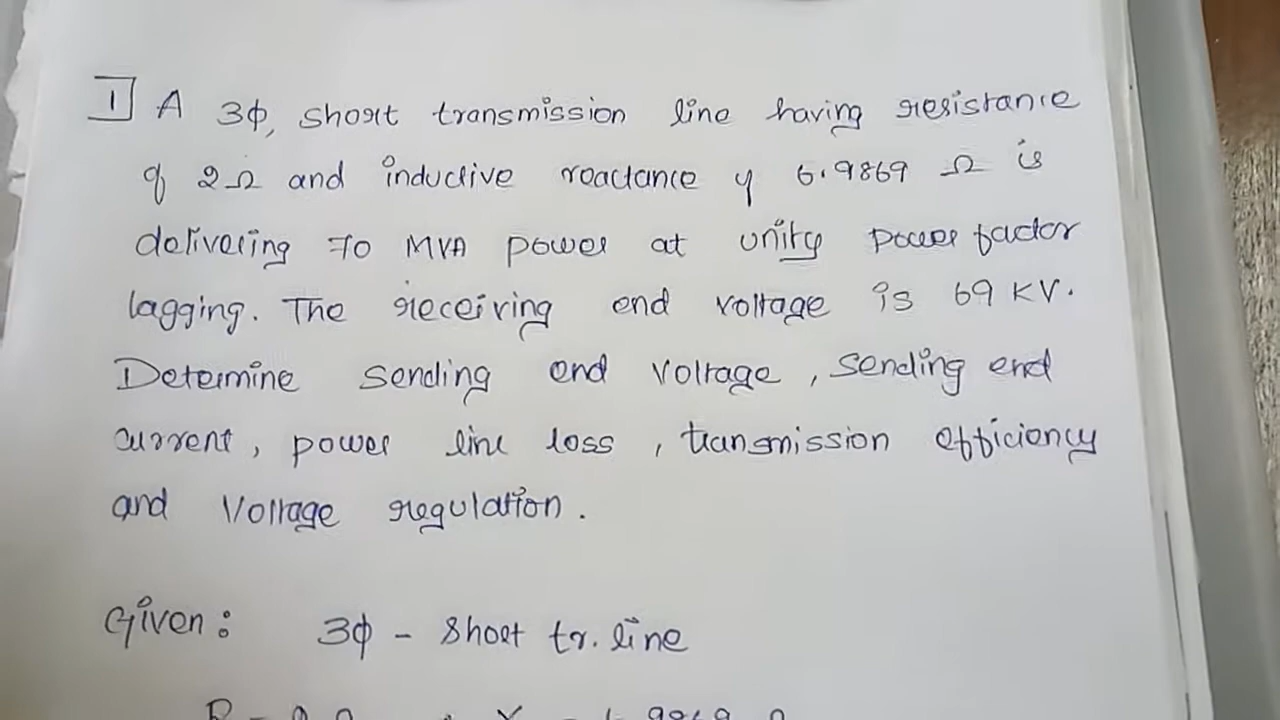 1] A 3ϕ, short transmission line having resistance
of 2Ω and inductive reactance of 6.9869 Ω is
delivering 70 MVA power at unity power factor
lagging. The receiving end voltage is 69 KV.
Determine sending end voltage, sending end
current, power line loss, transmission efficiency
and voltage regulation.
Given: 3ϕ - Short tr. line